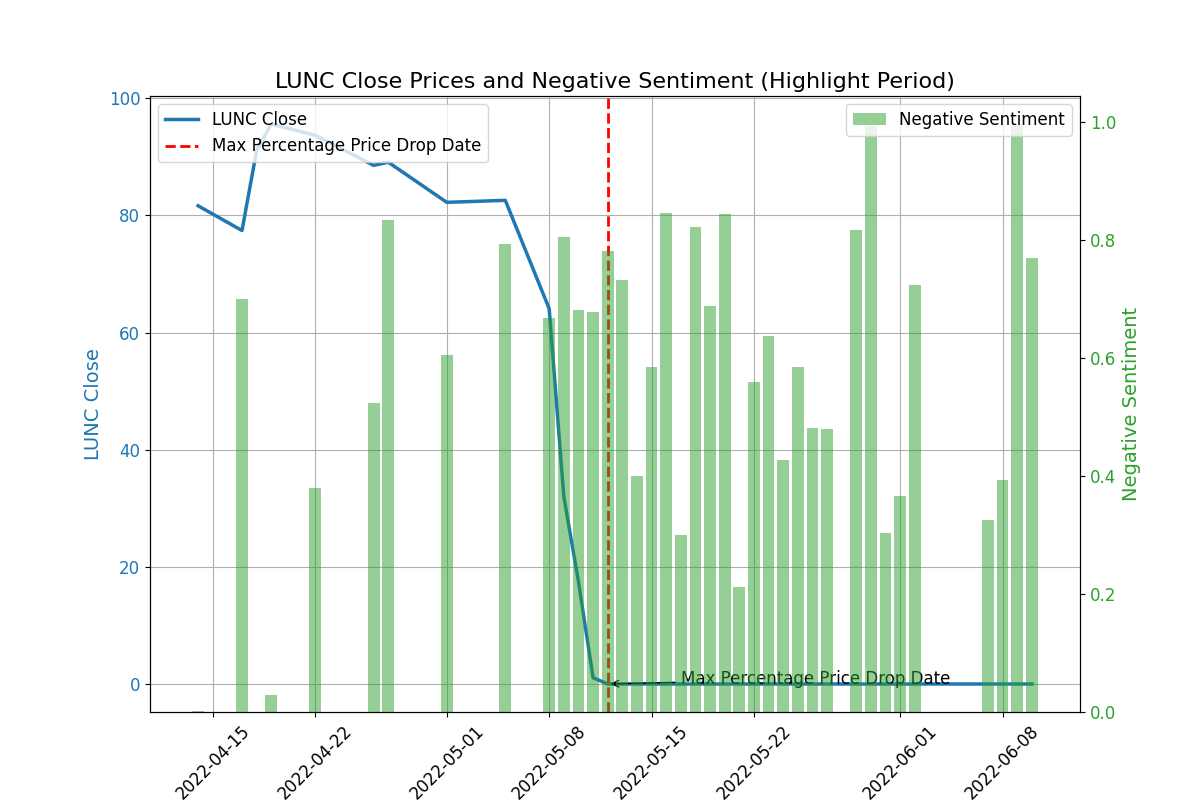 LUNC Close Prices and Negative Sentiment (Highlight Period)
LUNC Close
Max Percentage Price Drop Date
Negative Sentiment
100
80
60
40
20
0
LUNC Close
1.0
0.8
0.6
0.4
0.2
0.0
Negative Sentiment
Max Percentage Price Drop Date
2022-04-15
2022-04-22
2022-05-01
2022-05-08
2022-05-15
2022-05-22
2022-06-01
2022-06-08